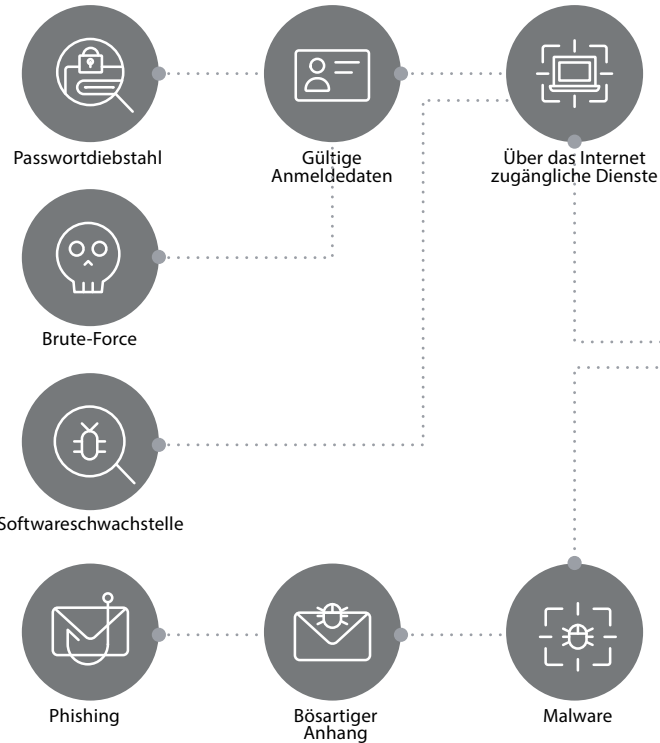 Passwortdiebstahl
Gültige
Anmeldedaten
Über das Internet
zugängliche Dienste
Brute-Force
Softwareschwachstelle
Phishing
Bösartiger
Anhang
Malware